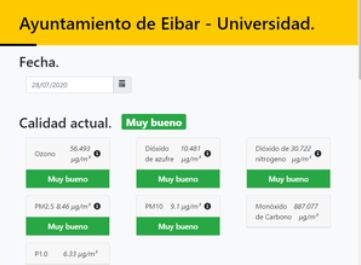 Ayuntamiento de Eibar - Universidad.
Fecha.
28/07/2020
Calidad actual. Muy bueno
Ozono 56.493 µg/m³
Muy bueno
Dióxido de azufre 10.481 µg/m³
Muy bueno
Dióxido de nitrogeno 30.722 µg/m³
Muy bueno
PM2.5 8.46 µg/m³
Muy bueno
PM10 9.1 µg/m³
Muy bueno
Monóxido de Carbono 887.077 µg/m³
P1.0 6.33 µg/m³